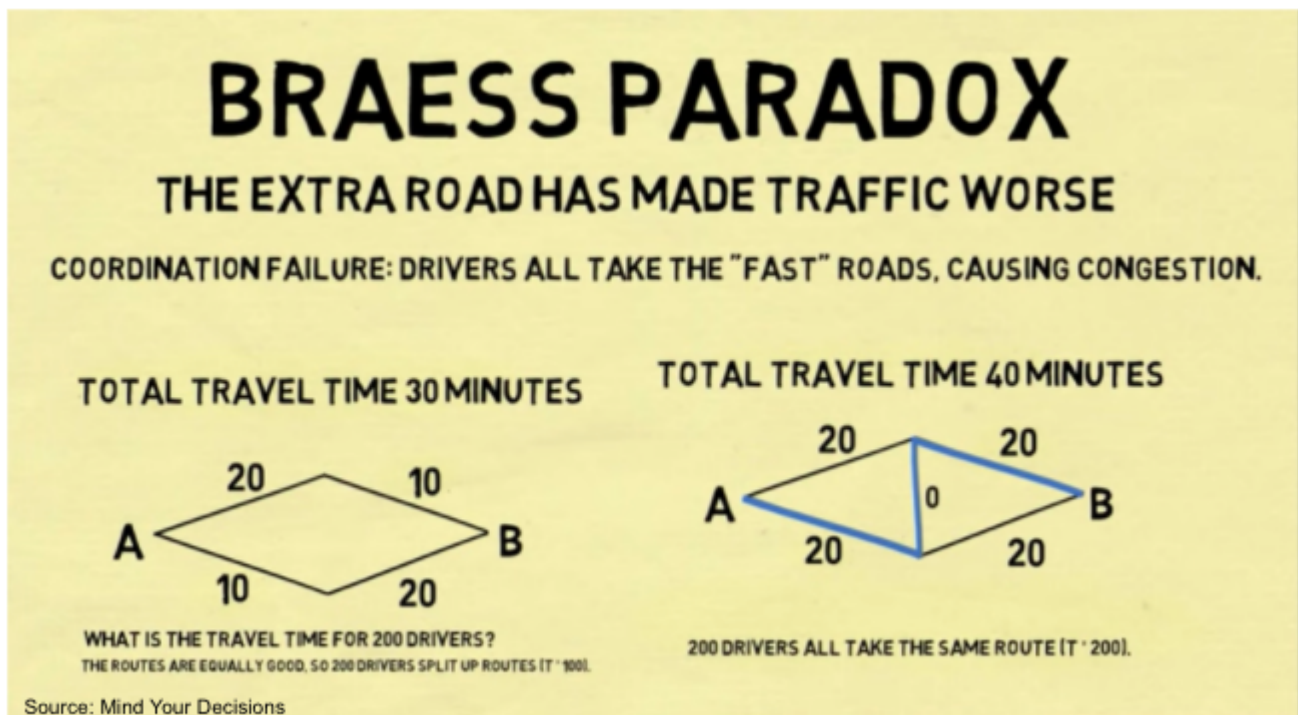 BRAESS PARADOX
THE EXTRA ROAD HAS MADE TRAFFIC WORSE
COORDINATION FAILURE: DRIVERS ALL TAKE THE "FAST" ROADS, CAUSING CONGESTION.
TOTAL TRAVEL TIME 30 MINUTES
20
10
A
B
10
20
WHAT IS THE TRAVEL TIME FOR 200 DRIVERS?
THE ROUTES ARE EQUALLY GOOD, SO 200 DRIVERS SPLIT UP ROUTES (T = 100).
TOTAL TRAVEL TIME 40 MINUTES
20
20
A
0
B
20
20
200 DRIVERS ALL TAKE THE SAME ROUTE (T = 200).
Source: Mind Your Decisions